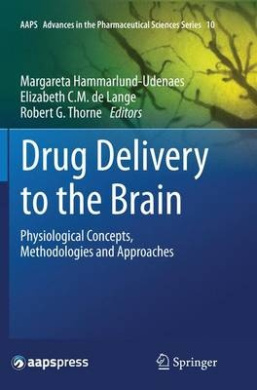 AAPS Advances in the Pharmaceutical Sciences Series 10
Margareta Hammarlund-Udenaes
Elizabeth C.M. de Lange
Robert G. Thorne Editors
Drug Delivery
to the Brain
Physiological Concepts,
Methodologies and Approaches
aapspress
Springer